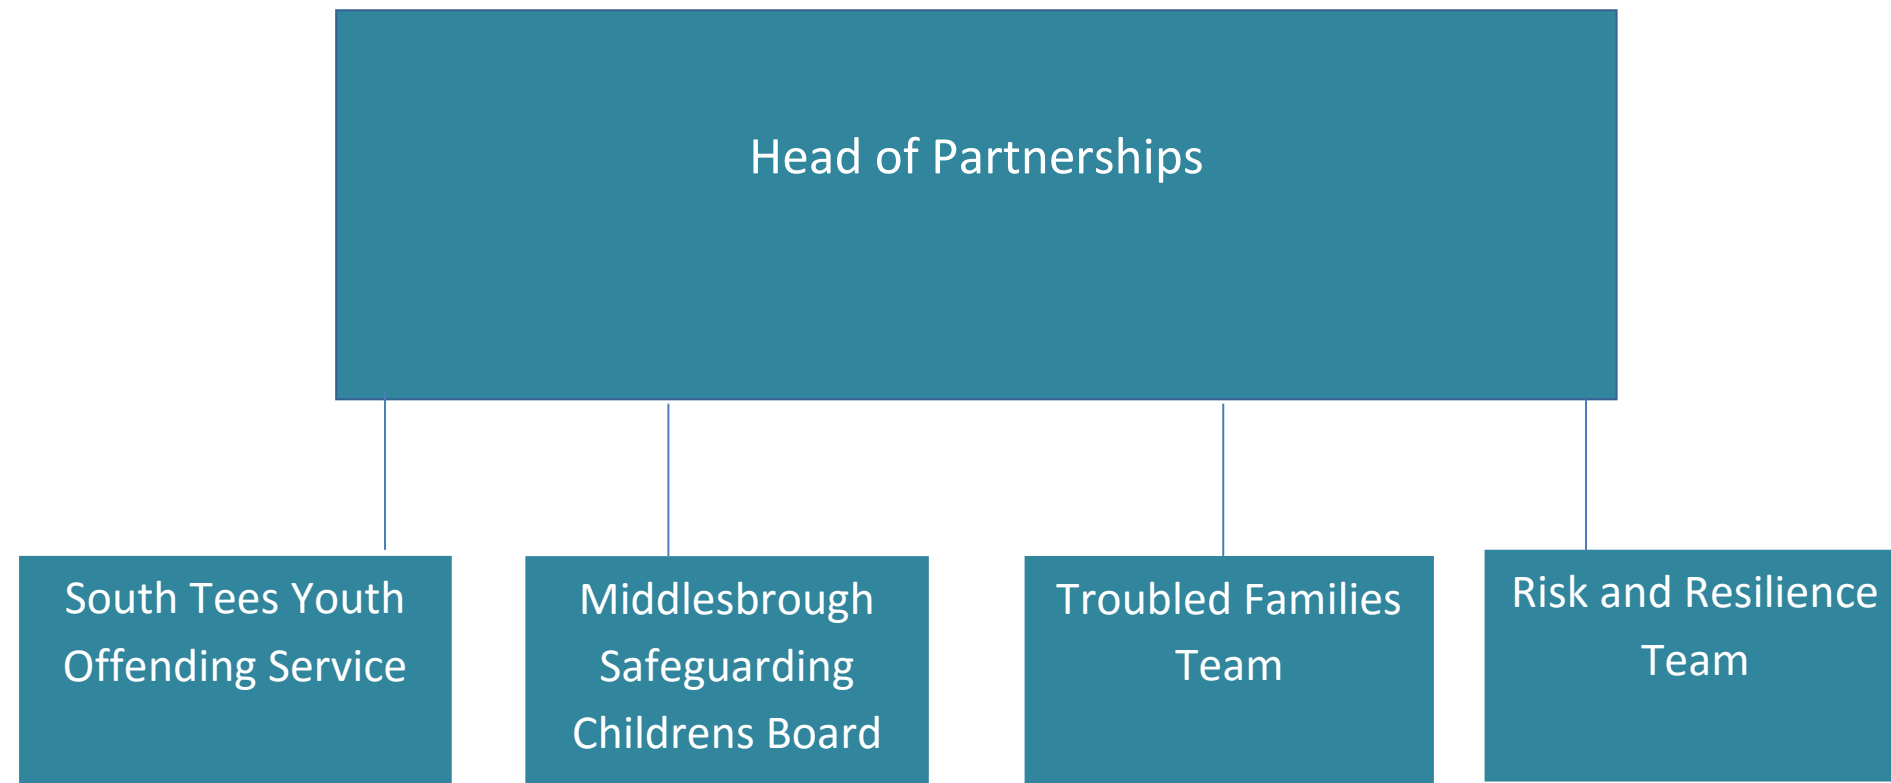 Head of Partnerships
South Tees Youth
Offending Service
Middlesbrough
Safeguarding
Childrens Board
Troubled Families
Team
Risk and Resilience
Team